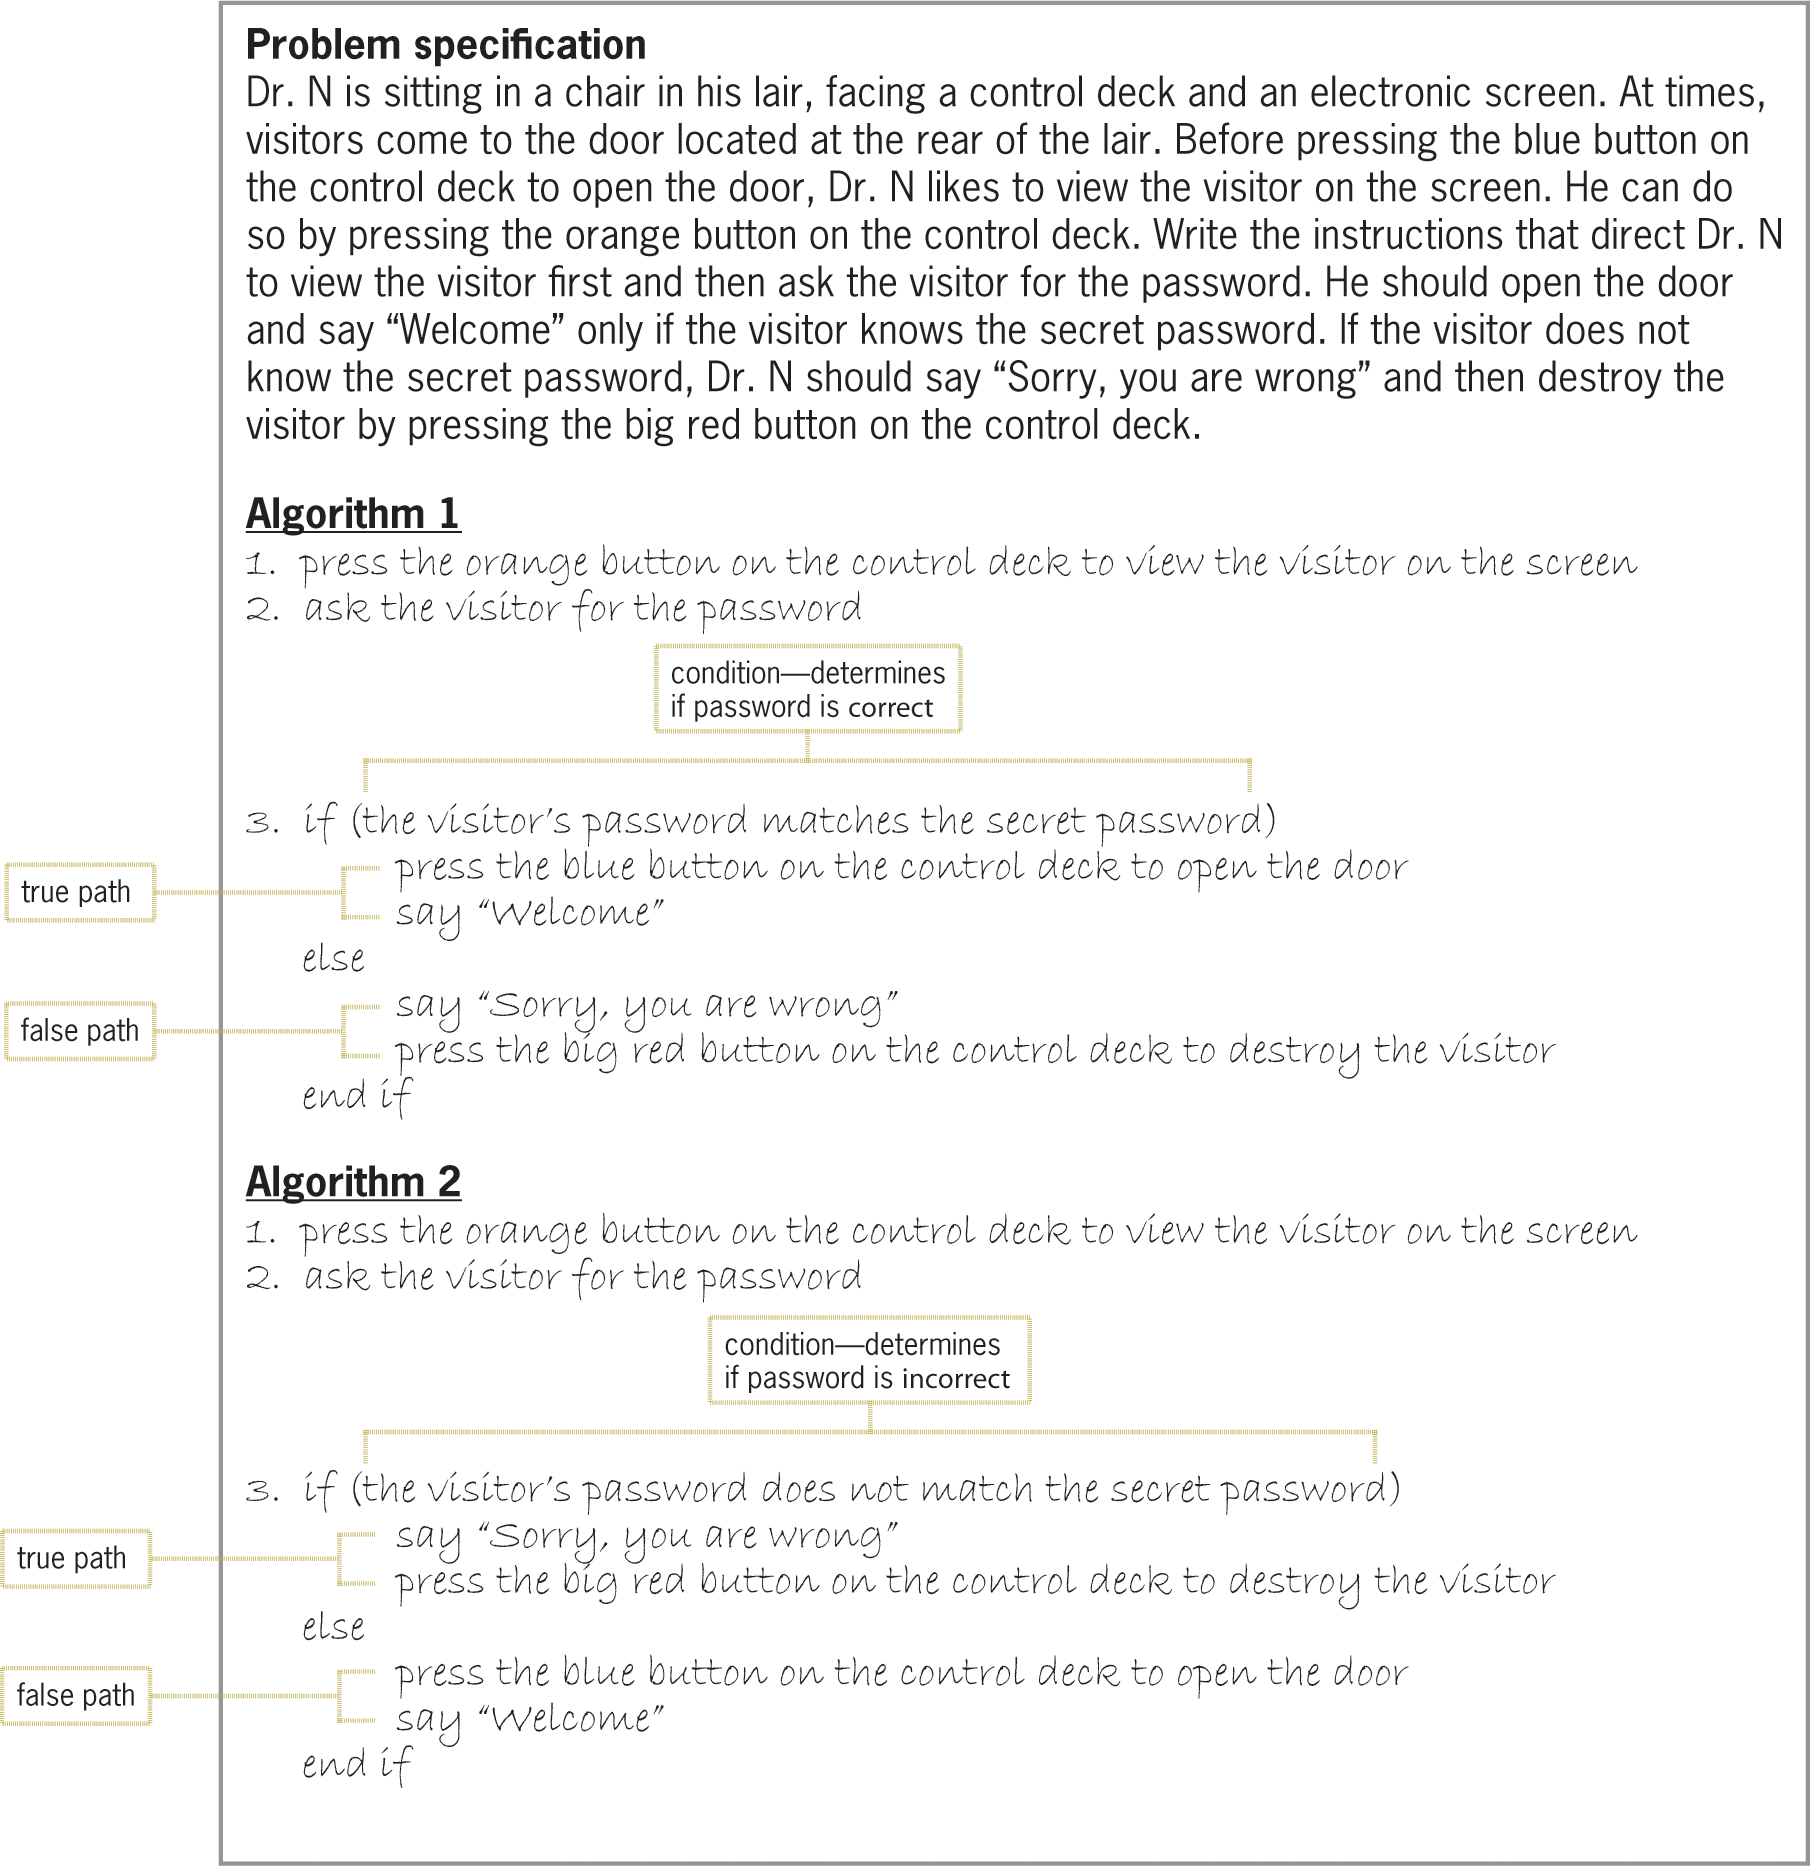 Problem specification
Dr. N is sitting in a chair in his lair, facing a control deck and an electronic screen. At times,
visitors come to the door located at the rear of the lair. Before pressing the blue button on
the control deck to open the door, Dr. N likes to view the visitor on the screen. He can do
so by pressing the orange button on the control deck. Write the instructions that direct Dr. N
to view the visitor first and then ask the visitor for the password. He should open the door
and say “Welcome” only if the visitor knows the secret password. If the visitor does not
know the secret password, Dr. N should say “Sorry, you are wrong” and then destroy the
visitor by pressing the big red button on the control deck.
Algorithm 1
1. press the orange button on the control deck to view the visitor on the screen
2. ask the visitor for the password
condition—determines
if password is correct
3. if (the visitor’s password matches the secret password)
press the blue button on the control deck to open the door
true path
say “Welcome”
else
say “Sorry, you are wrong”
false path
press the big red button on the control deck to destroy the visitor
end if
Algorithm 2
1. press the orange button on the control deck to view the visitor on the screen
2. ask the visitor for the password
condition—determines
if password is incorrect
3. if (the visitor’s password does not match the secret password)
say “Sorry, you are wrong”
true path
press the big red button on the control deck to destroy the visitor
else
press the blue button on the control deck to open the door
false path
say “Welcome”
end if